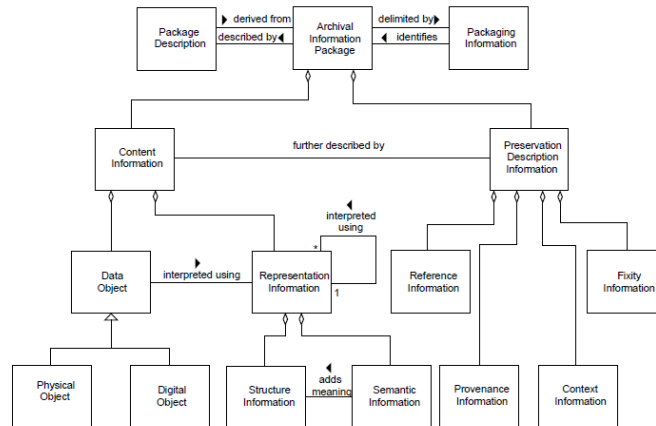 Package
Description
derived from
described by
Archival
Information
Package
delimited by
identifies
Packaging
Information
Content
Information
further described by
Preservation
Description
Information
interpreted
using
*
1
Data
Object
interpreted using
Representation
Information
Reference
Information
Fixity
Information
Physical
Object
Digital
Object
Structure
Information
adds
meaning
Semantic
Information
Provenance
Information
Context
Information